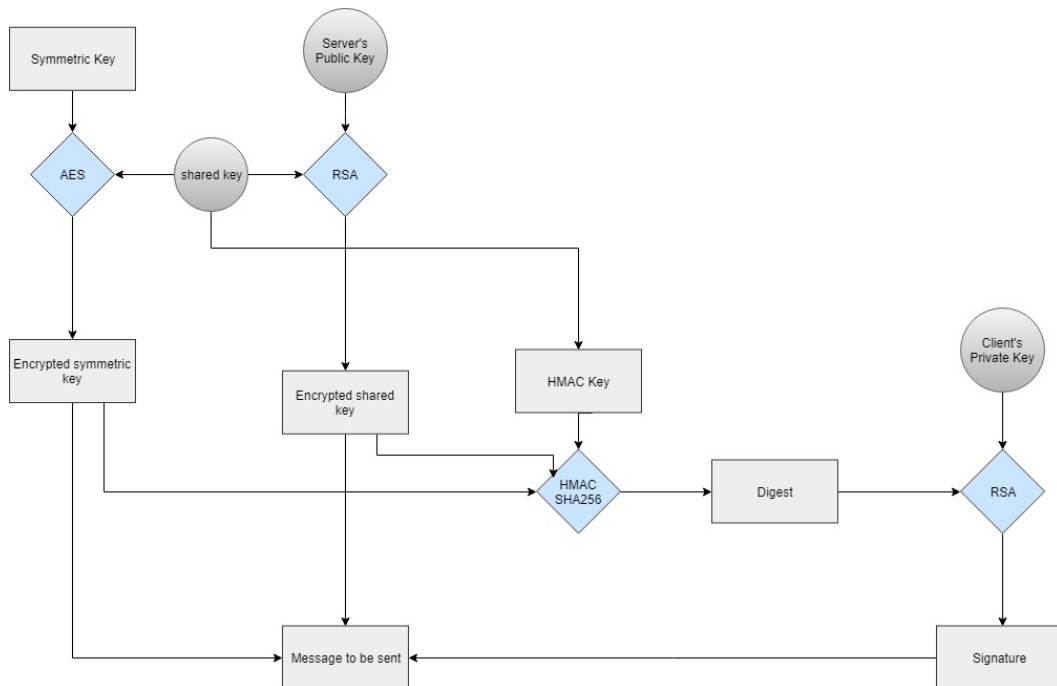 Symmetric Key
Server's
Public Key
AES
shared key
RSA
Encrypted symmetric
key
Encrypted shared
key
HMAC Key
Client's
Private Key
HMAC
SHA256
Digest
RSA
Message to be sent
Signature